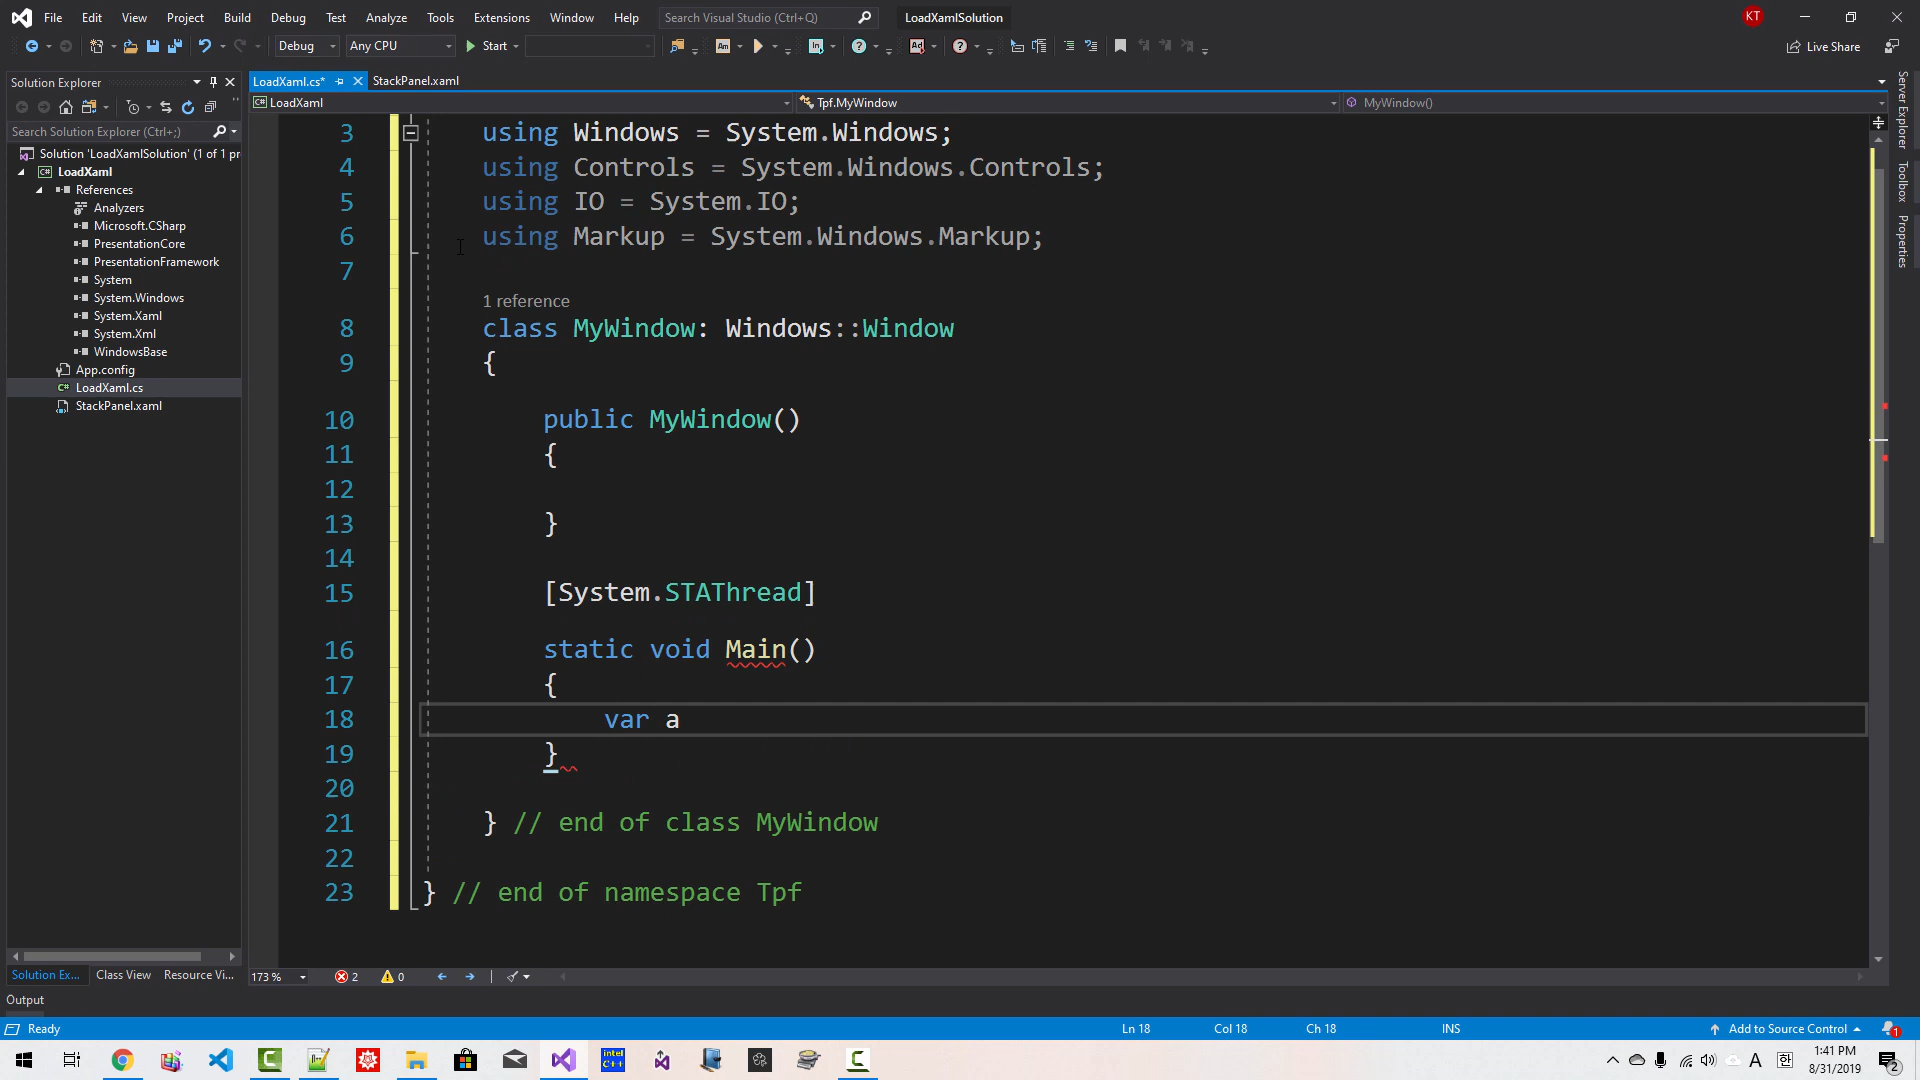 File Edit View Project Build Debug Test Analyze Tools Extensions Window Help Search Visual Studio (Ctrl+Q) LoadXamlSolution KT
Debug Any CPU Start Live Share
Solution Explorer
Search Solution Explorer (Ctrl+;)
Solution 'LoadXamlSolution' (1 of 1 pr
LoadXaml
References
Analyzers
Microsoft.CSharp
PresentationCore
PresentationFramework
System
System.Windows
System.Xaml
System.Xml
WindowsBase
App.config
LoadXaml.cs
StackPanel.xaml
Solution Ex... Class View Resource Vi...
LoadXaml.cs* StackPanel.xaml
LoadXaml Tpf.MyWindow MyWindow()
3 using Windows = System.Windows;
4 using Controls = System.Windows.Controls;
5 using IO = System.IO;
6 using Markup = System.Windows.Markup;
7
1 reference
8 class MyWindow: Windows::Window
9 {
10 public MyWindow()
11 {
12
13 }
14
15 [System.STAThread]
16 static void Main()
17 {
18 var a
19 }
20
21 } // end of class MyWindow
22
23 } // end of namespace Tpf
173 % 2 0
Server Explorer
Toolbox
Properties
Output
Ready Ln 18 Col 18 Ch 18 INS Add to Source Control 1
intel C++
A 한 1:41 PM
8/31/2019 2